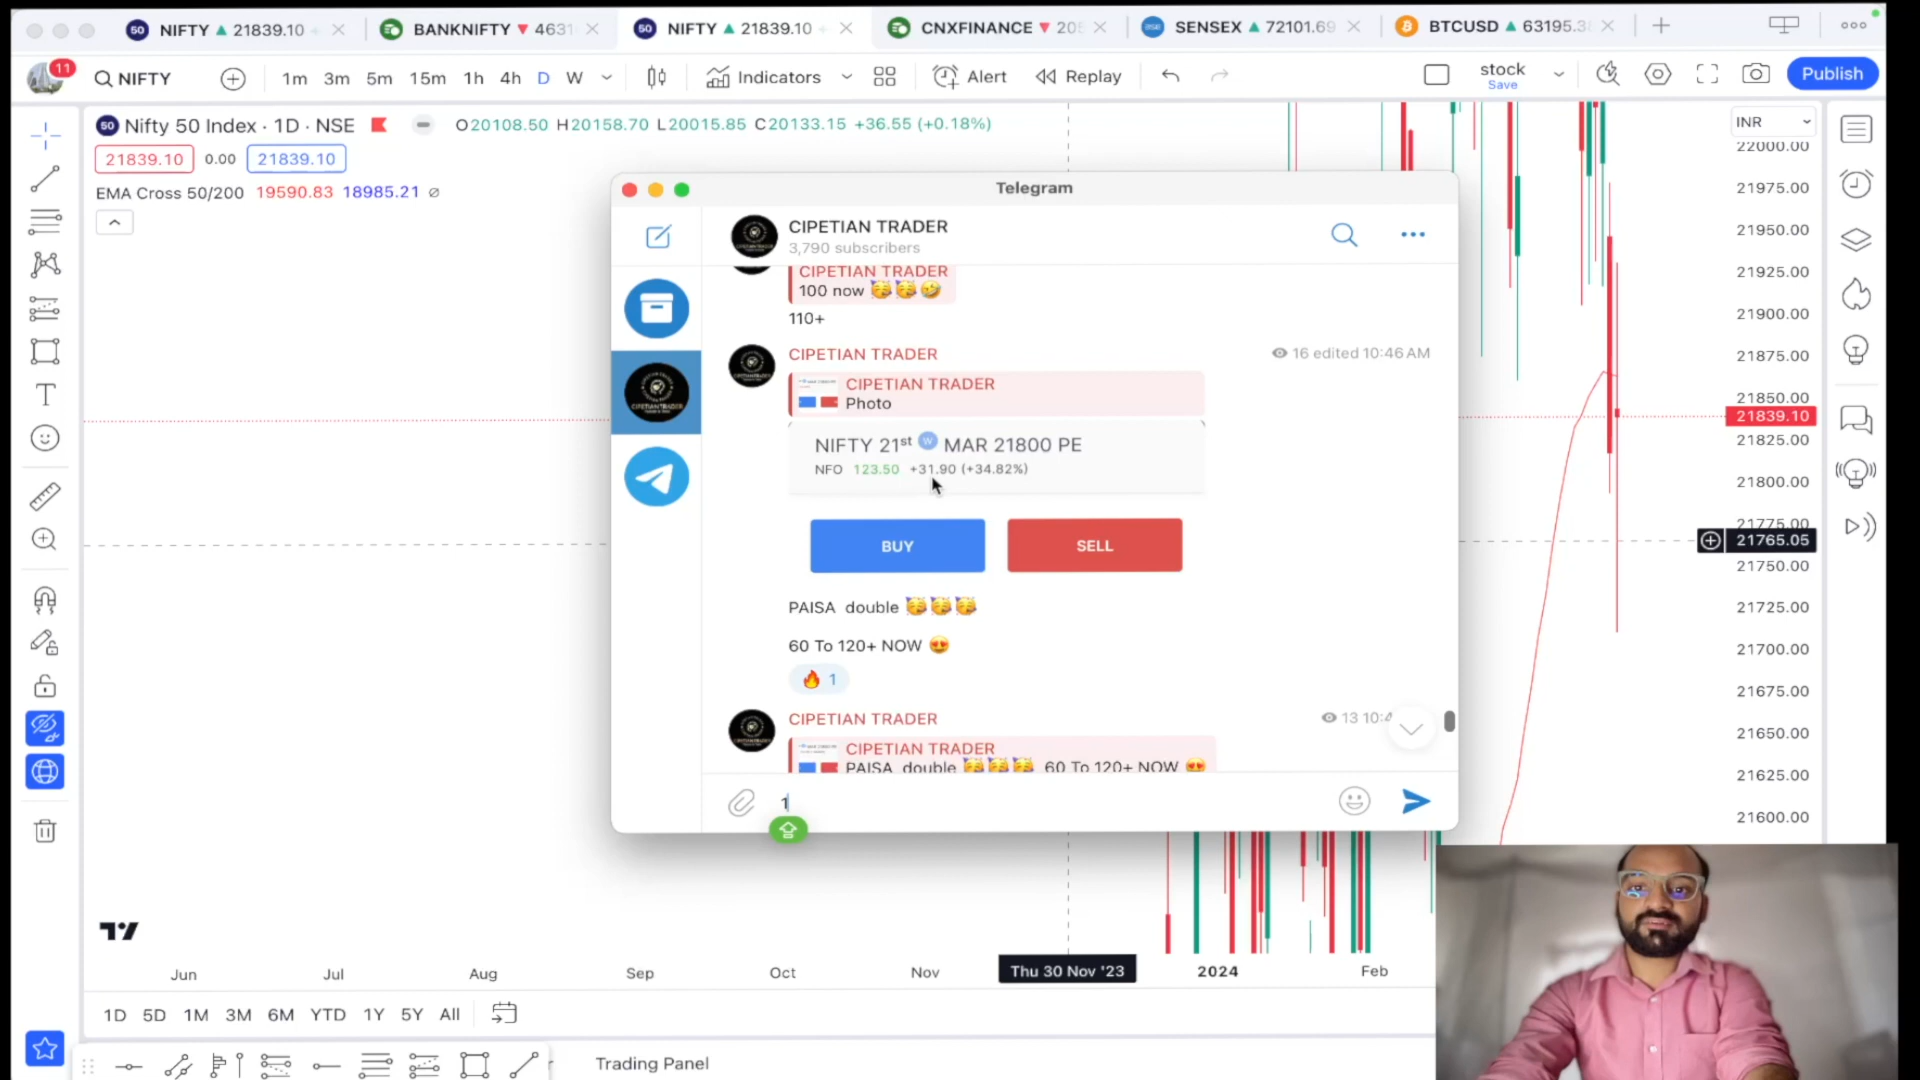 NIFTY ▲ 21839.10
BANKNIFTY ▼ 4631
NIFTY ▲ 21839.10
CNXFINANCE ▼ 205
SENSEX ▲ 72101.69
BTCUSD ▲ 63195.3
11
NIFTY
1m 3m 5m 15m 1h 4h D W
Indicators
Alert
Replay
stock
Save
Publish
50 Nifty 50 Index · 1D · NSE
O20108.50 H20158.70 L20015.85 C20133.15 +36.55 (+0.18%)
21839.10 0.00 21839.10
EMA Cross 50/200 19590.83 18985.21 ∅
INR
22000.00
21975.00
21950.00
21925.00
21900.00
21875.00
21850.00
21839.10
21825.00
21800.00
21775.00
21765.05
21750.00
21725.00
21700.00
21675.00
21650.00
21625.00
21600.00
Telegram
CIPETIAN TRADER
3,790 subscribers
CIPETIAN TRADER
100 now 🥳🥳🤣
110+
CIPETIAN TRADER
16 edited 10:46 AM
CIPETIAN TRADER
Photo
NIFTY 21st W MAR 21800 PE
NFO 123.50 +31.90 (+34.82%)
BUY SELL
PAISA double 🥳🥳🥳
60 To 120+ NOW 😍
🔥 1
CIPETIAN TRADER
13 10:4
CIPETIAN TRADER
PAISA double 🥳🥳🥳 60 To 120+ NOW 😍
1
Jun Jul Aug Sep Oct Nov Thu 30 Nov '23 2024 Feb
1D 5D 1M 3M 6M YTD 1Y 5Y All
Trading Panel